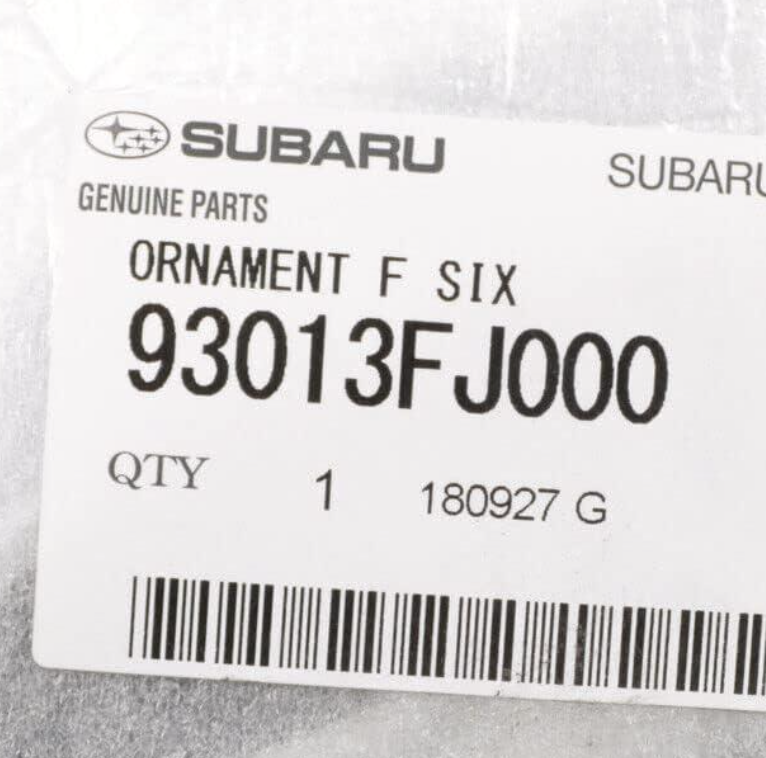 SUBARU
SUBARU
GENUINE PARTS
ORNAMENT F SIX
93013FJ000
QTY 1 180927 G